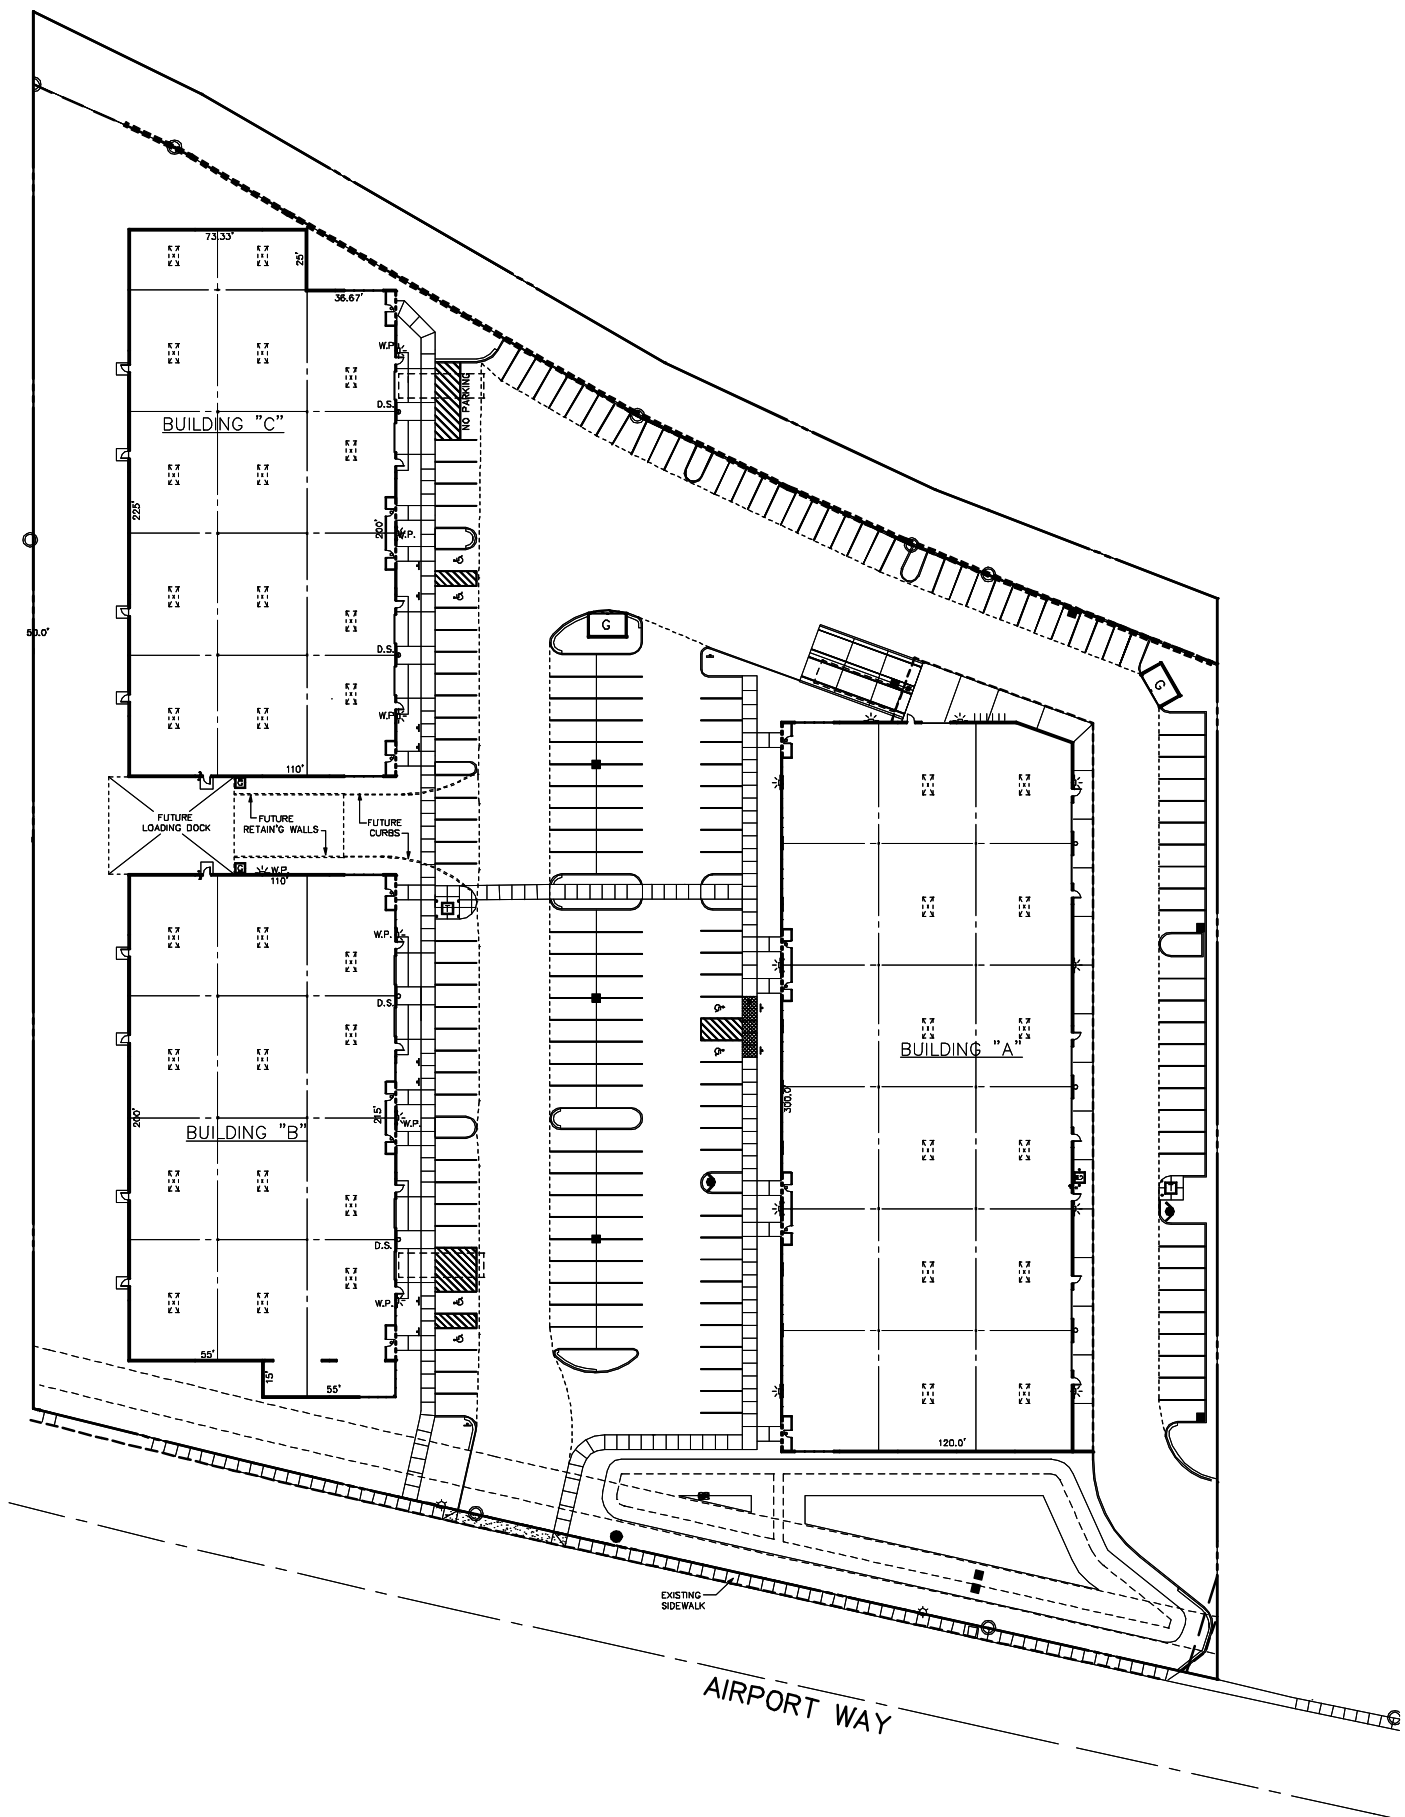 73.33'
25'
36.67'
W.P.
NO PARKING
D.S.
BUILDING "C"
225'
200'
W.P.
50.0'
G
D.S.
G
W.P.
110'
FUTURE
LOADING DOCK
FUTURE
RETAIN'G WALLS
FUTURE
CURBS
W.P.
110'
W.P.
D.S.
BUILDING "A"
300.0'
200'
215'
W.P.
BUILDING "B"
D.S.
W.P.
55'
15'
55'
120.0'
EXISTING
SIDEWALK
AIRPORT WAY